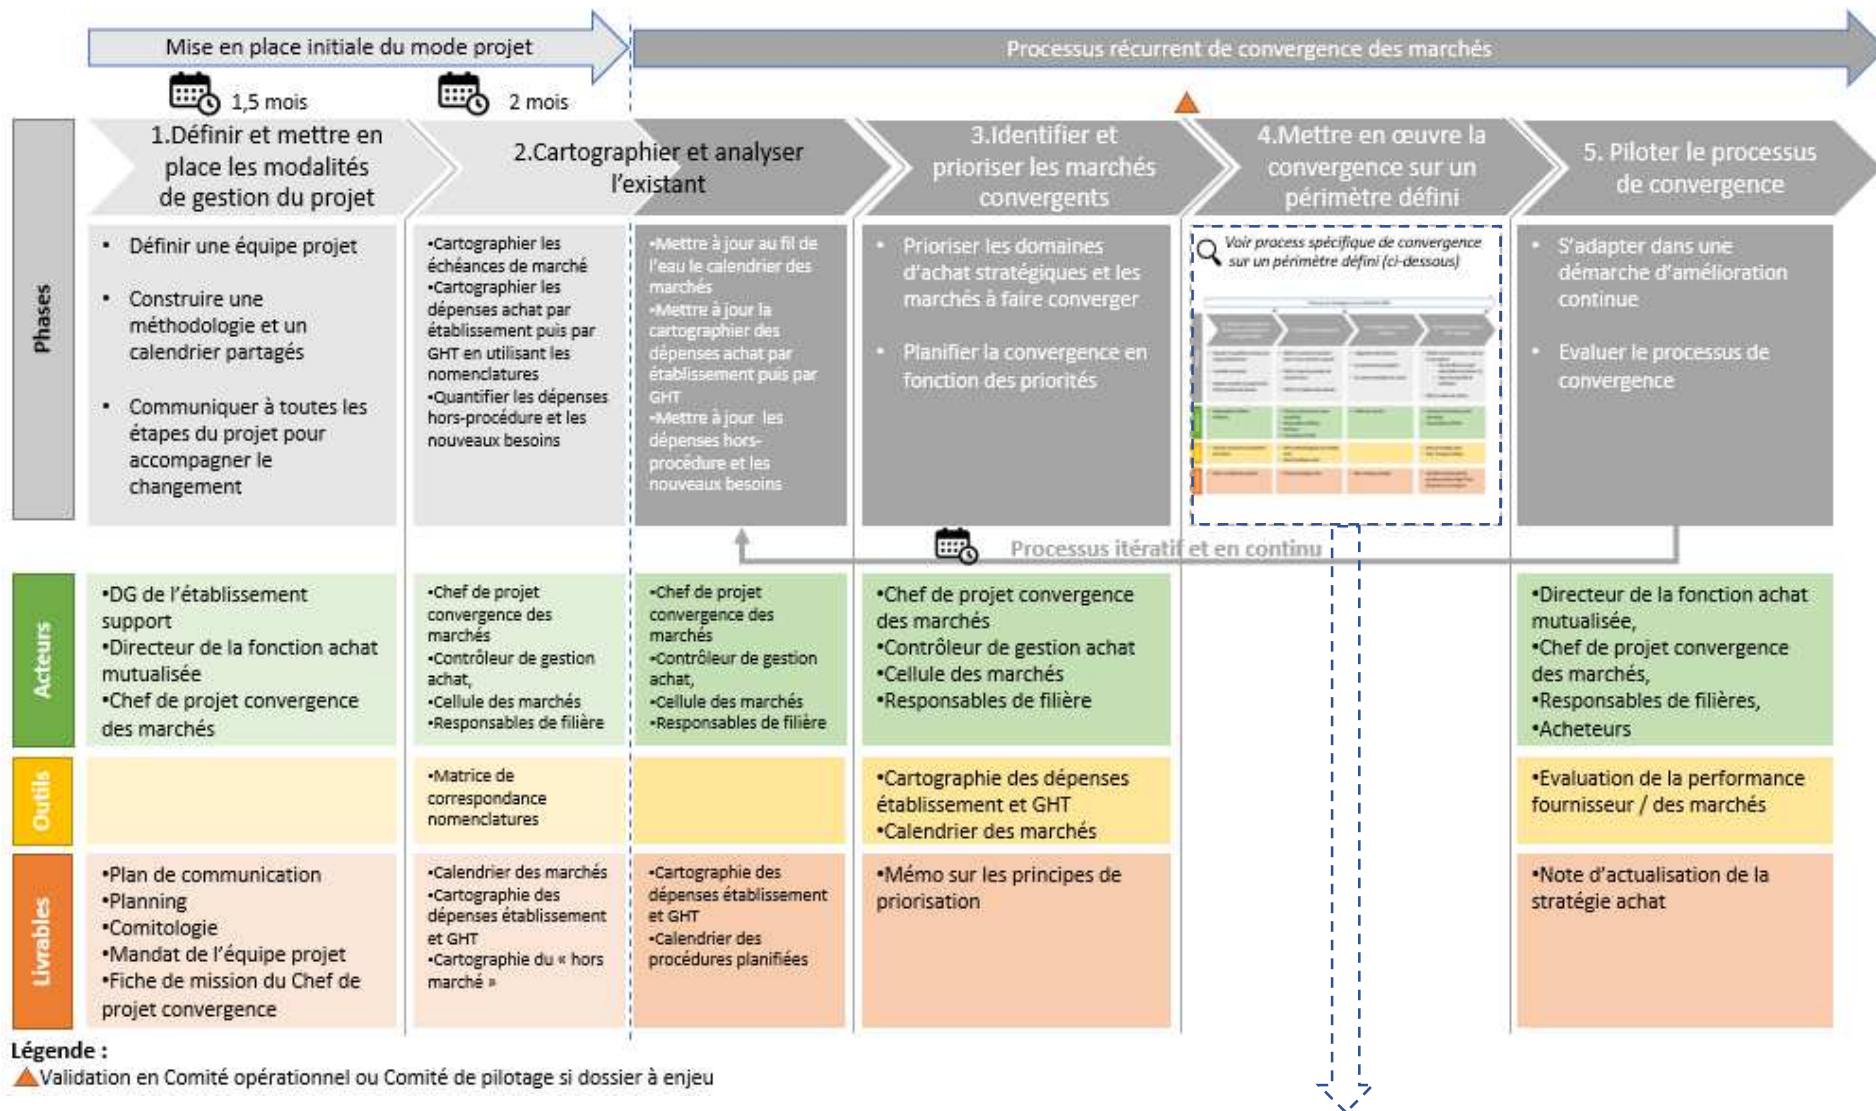 Mise en place initiale du mode projet
Processus récurrent de convergence des marchés
1,5 mois
2 mois
1.Définir et mettre en
place les modalités
de gestion du projet
2.Cartographier et analyser
l'existant
3.Identifier et
prioriser les marchés
convergents
4.Mettre en œuvre la
convergence sur un
périmètre défini
5. Piloter le processus
de convergence
Phases
• Définir une équipe projet
• Construire une
méthodologie et un
calendrier partagés
• Communiquer à toutes les
étapes du projet pour
accompagner le
changement
•Cartographier les
échéances de marché
•Cartographier les
dépenses achat par
établissement puis par
GHT en utilisant les
nomenclatures
•Quantifier les dépenses
hors-procédure et les
nouveaux besoins
•Mettre à jour au fil de
l'eau le calendrier des
marchés
•Mettre à jour la
cartographier des
dépenses achat par
établissement puis par
GHT
•Mettre à jour les
dépenses hors-
procédure et les
nouveaux besoins
• Prioriser les domaines
d'achat stratégiques et les
marchés à faire converger
• Planifier la convergence en
fonction des priorités
Voir process spécifique de convergence
sur un périmètre défini (ci-dessous)
• S'adapter dans une
démarche d'amélioration
continue
• Evaluer le processus de
convergence
Processus itératif et en continu
Acteurs
•DG de l'établissement
support
•Directeur de la fonction achat
mutualisée
•Chef de projet convergence
des marchés
•Chef de projet
convergence des
marchés
•Contrôleur de gestion
achat,
•Cellule des marchés
•Responsables de filière
•Chef de projet
convergence des
marchés
•Contrôleur de gestion
achat,
•Cellule des marchés
•Responsables de filière
•Chef de projet convergence
des marchés
•Contrôleur de gestion achat
•Cellule des marchés
•Responsables de filière
•Directeur de la fonction achat
mutualisée,
•Chef de projet convergence
des marchés,
•Responsables de filières,
•Acheteurs
Outils
•Matrice de
correspondance
nomenclatures
•Cartographie des dépenses
établissement et GHT
•Calendrier des marchés
•Evaluation de la performance
fournisseur / des marchés
Livrables
•Plan de communication
•Planning
•Comitologie
•Mandat de l'équipe projet
•Fiche de mission du Chef de
projet convergence
•Calendrier des marchés
•Cartographie des
dépenses établissement
et GHT
•Cartographie du « hors
marché »
•Cartographie des
dépenses établissement
et GHT
•Calendrier des
procédures planifiées
•Mémo sur les principes de
priorisation
•Note d'actualisation de la
stratégie achat
Légende :
Validation en Comité opérationnel ou Comité de pilotage si dossier à enjeu